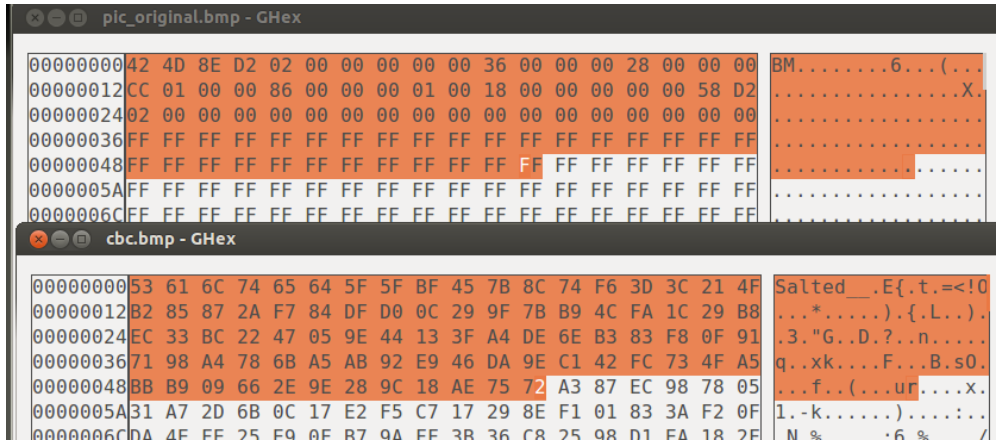 pic_original.bmp - GHex
00000000 42 4D 8E D2 02 00 00 00 00 00 36 00 00 00 28 00 00 00 BM........6...(...
00000012 CC 01 00 00 86 00 00 00 01 00 18 00 00 00 00 00 58 D2 ................X.
00000024 02 00 00 00 00 00 00 00 00 00 00 00 00 00 00 00 00 00 ..................
00000036 FF FF FF FF FF FF FF FF FF FF FF FF FF FF FF FF FF FF ..................
00000048 FF FF FF FF FF FF FF FF FF FF FF FF FF FF FF FF FF FF ..................
0000005A FF FF FF FF FF FF FF FF FF FF FF FF FF FF FF FF FF FF ..................
0000006C FF FF FF FF FF FF FF FF FF FF FF FF FF FF FF FF FF FF ..................
cbc.bmp - GHex
00000000 53 61 6C 74 65 64 5F 5F BF 45 7B 8C 74 F6 3D 3C 21 4F Salted__.E{.t.=<!O
00000012 B2 85 87 2A F7 84 DF D0 0C 29 9F 7B B9 4C FA 1C 29 B8 ...*.....).{.L..).
00000024 EC 33 BC 22 47 05 9E 44 13 3F A4 DE 6E B3 83 F8 0F 91 .3."G..D.?..n.....
00000036 71 98 A4 78 6B A5 AB 92 E9 46 DA 9E C1 42 FC 73 4F A5 q..xk....F...B.sO.
00000048 BB B9 09 66 2E 9E 28 9C 18 AE 75 72 A3 87 EC 98 78 05 ...f..(...ur....x.
0000005A 31 A7 2D 6B 0C 17 E2 F5 C7 17 29 8E F1 01 83 3A F2 0F 1.-k......)....:..
0000006C DA 4E EE 25 E9 0F B7 9A FF 3B 36 C8 25 98 D1 EA 18 2F